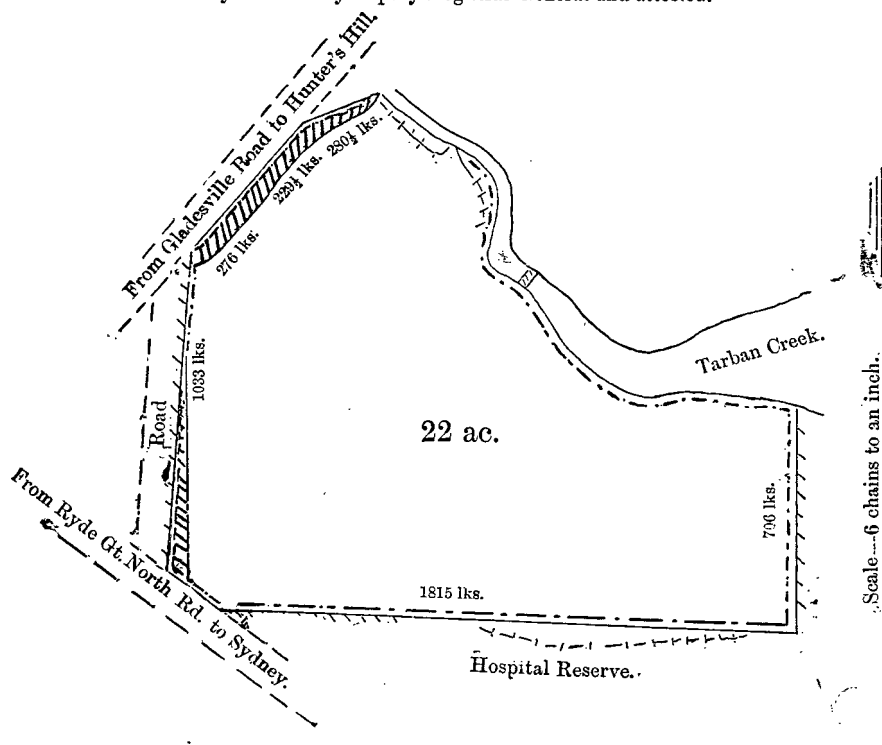 From Gladesville Road to Hunter's Hill.
280½ lks.
229½ lks.
276 lks.
1033 lks.
Road
Tarban Creek.
22 ac.
706 lks.
Scale—6 chains to an inch.
From Ryde Gt. North Rd. to Sydney.
1815 lks.
Hospital Reserve.